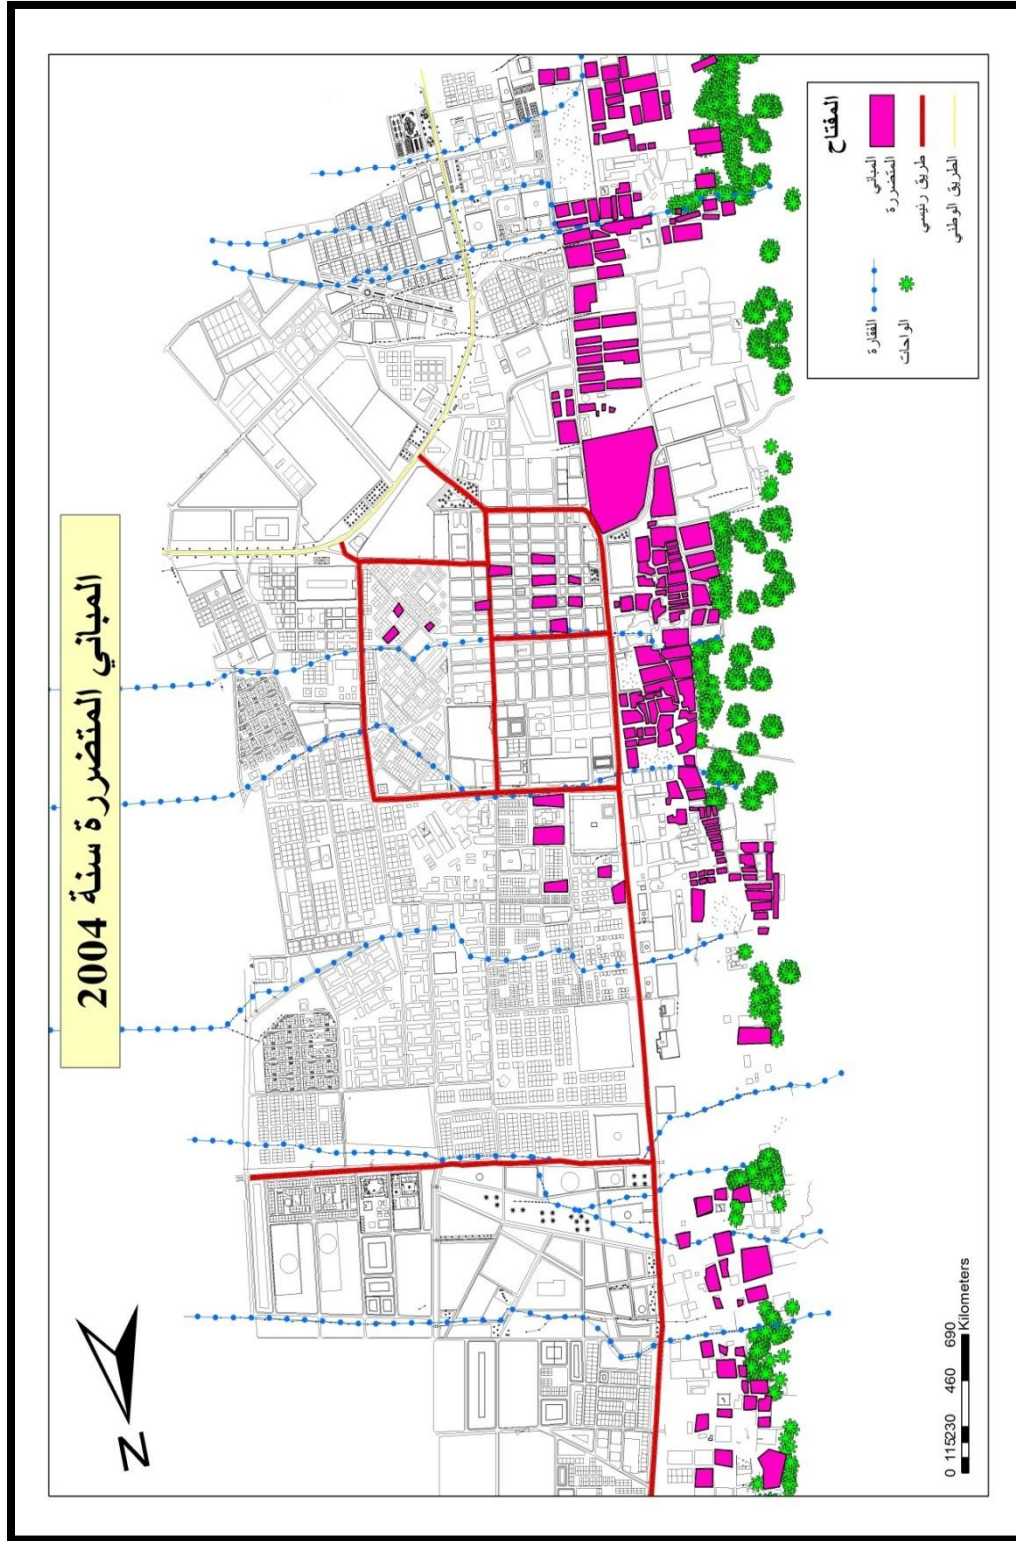 المباني المتضررة سنة 2004
المفتاح
المباني
المتضررة
طريق رئيسي
الطريق الوطني
الفقارة
الواحات
N
0 115230 460 690
Kilometers